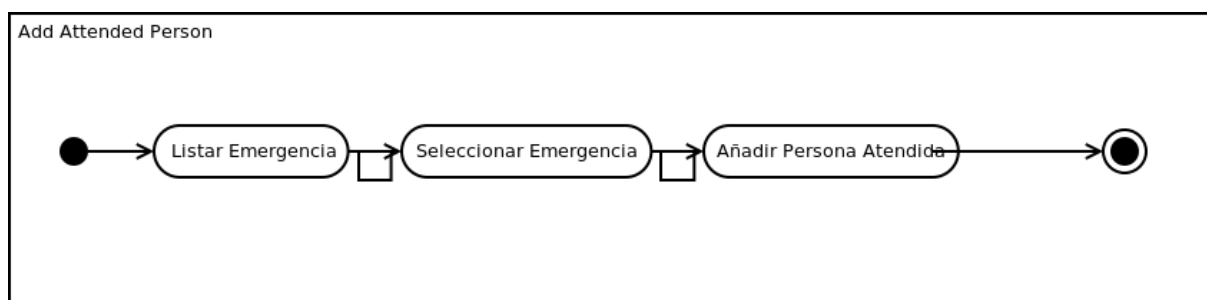 Add Attended Person
Listar Emergencia
Seleccionar Emergencia
Añadir Persona Atendida